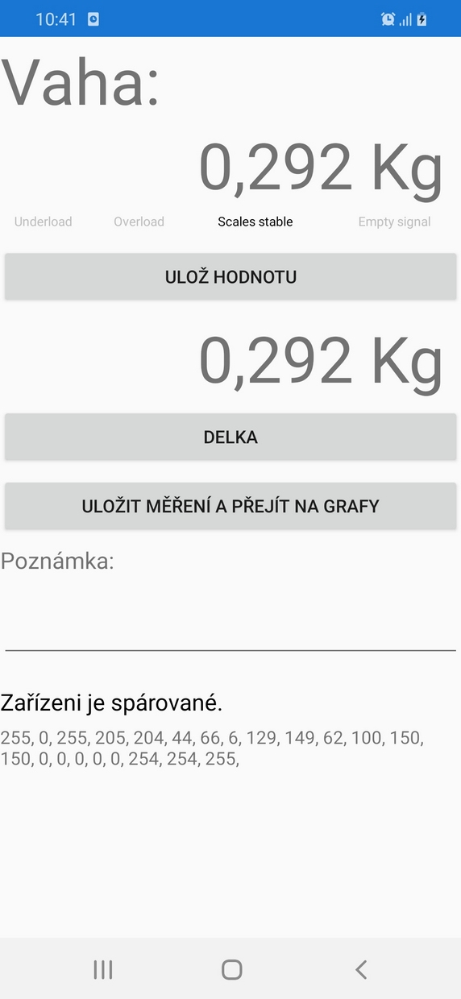 10:41
Vaha:
0,292 Kg
Underload Overload Scales stable Empty signal
ULOŽ HODNOTU
0,292 Kg
DELKA
ULOŽIT MĚŘENÍ A PŘEJÍT NA GRAFY
Poznámka:
Zařízeni je spárované.
255, 0, 255, 205, 204, 44, 66, 6, 129, 149, 62, 100, 150,
150, 0, 0, 0, 0, 0, 254, 254, 255,